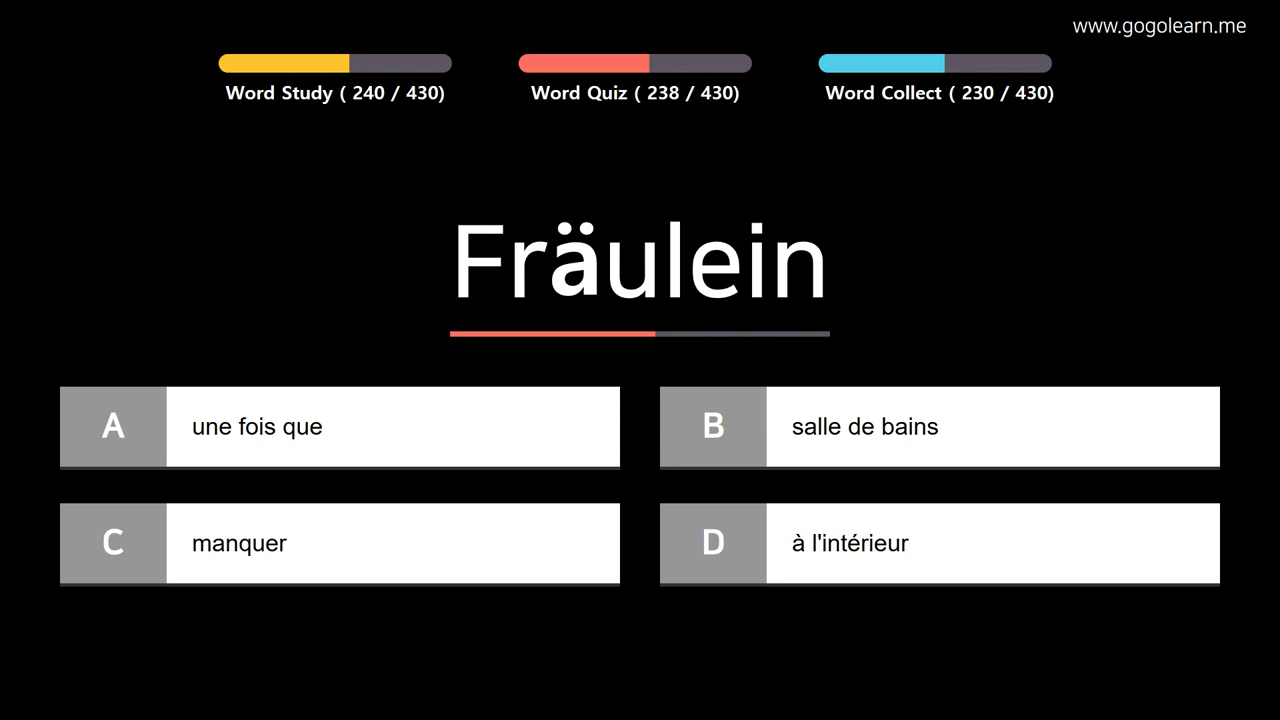 www.gogolearn.me
Word Study ( 240 / 430)
Word Quiz ( 238 / 430)
Word Collect ( 230 / 430)
Fräulein
A une fois que
B salle de bains
C manquer
D à l'intérieur